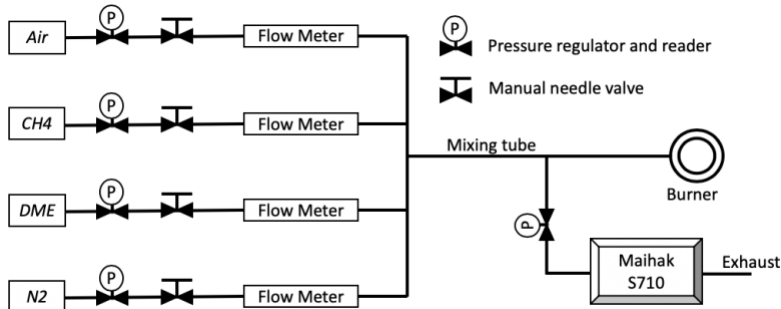 P
Air
Flow Meter
P
Pressure regulator and reader
Manual needle valve
P
CH4
Flow Meter
Mixing tube
Burner
P
DME
Flow Meter
P
Maihak
S710
Exhaust
P
N2
Flow Meter